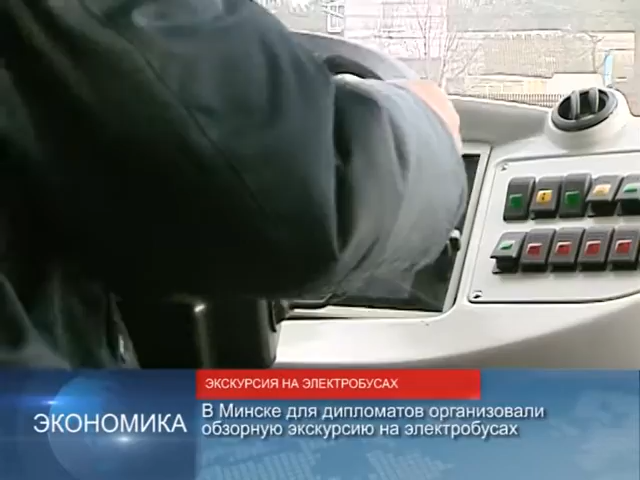 ЭКСКУРСИЯ НА ЭЛЕКТРОБУСАХ
ЭКОНОМИКА
В Минске для дипломатов организовали
обзорную экскурсию на электробусах